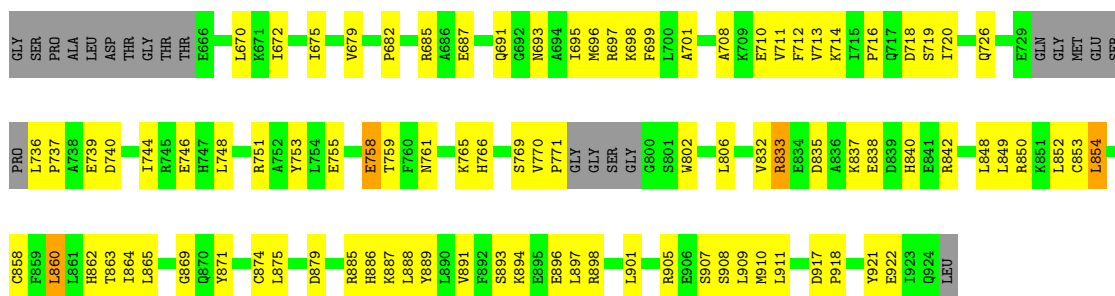 GLY SER PRO ALA LEU ASP THR GLY THR THR E666 L670 K671 I672 I675 V679 P682 R685 A686 E687 Q691 G692 N693 A694 I695 M696 R697 K698 F699 L700 A701 A708 K709 E710 V711 F712 V713 K714 I715 P716 Q717 D718 S719 I720 Q726 E729 GLN GLY MET GLU SER
PRO L736 P737 A738 E739 D740 I744 R745 E746 H747 L748 R751 A752 Y753 L754 E755 E758 T759 F760 N761 K765 H766 S769 V770 P771 GLY GLY SER GLY G800 S801 W802 L806 V832 R833 E834 D835 A836 K837 E838 D839 H840 E841 R842 L848 L849 R850 K851 L852 C853 L854
C858 F859 L860 L861 H862 T863 I864 L865 G869 Q870 Y871 C874 L875 D879 R885 H886 K887 L888 Y889 L890 V891 F892 S893 K894 E895 E896 L897 R898 L901 R905 E966 S907 S908 L909 M910 L911 D917 P918 Y921 E922 I923 Q924 LEU